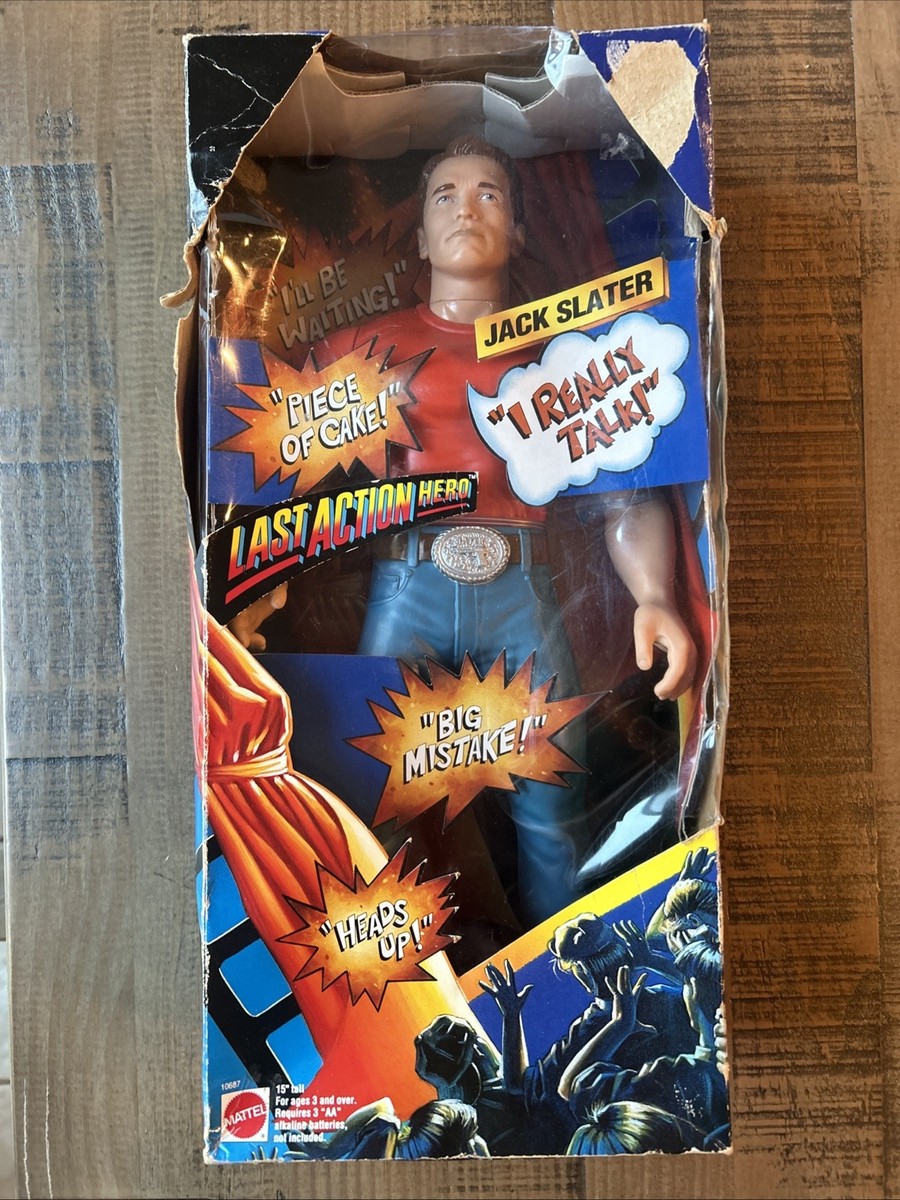 "I'll BE
WAITING!"
JACK SLATER
"PIECE
OF CAKE!"
"I REALLY
TALK!"
LAST ACTION HERO™
"BIG
MISTAKE!"
"HEADS
UP!"
10687
MATTEL
15" tall
For ages 3 and over.
Requires 3 "AA"
alkaline batteries,
not included.